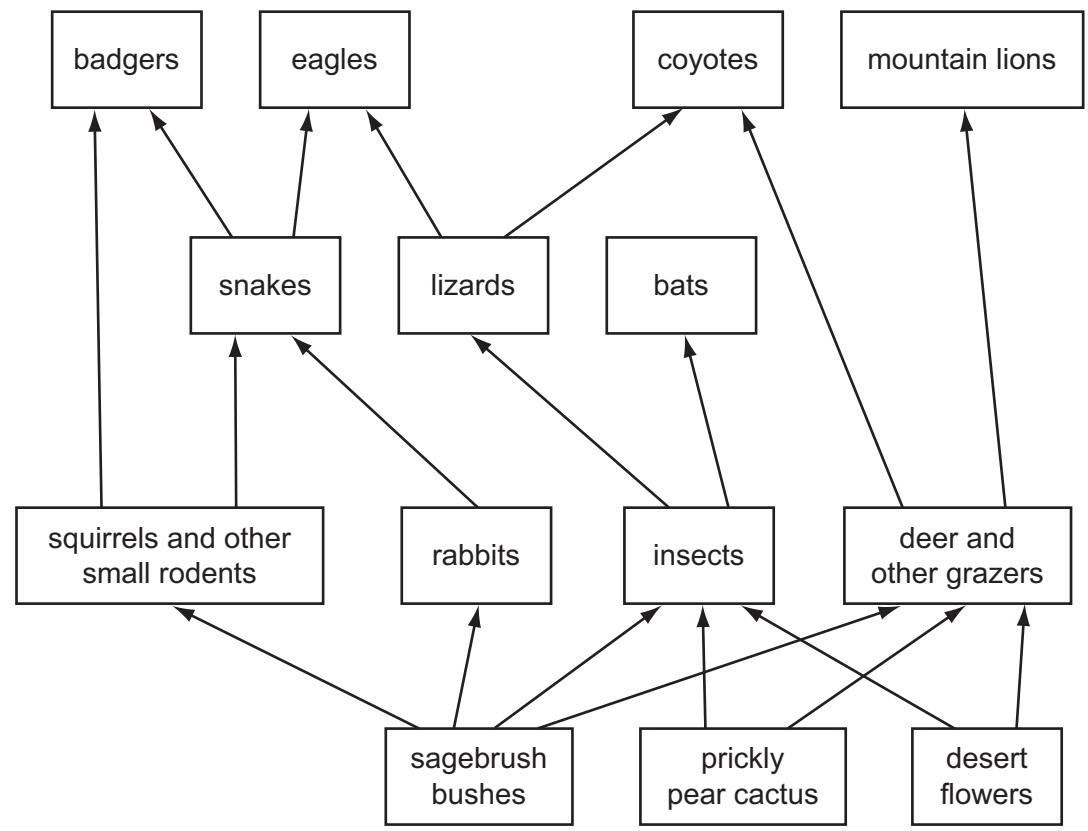 badgers
eagles
coyotes
mountain lions
snakes
lizards
bats
squirrels and other
small rodents
rabbits
insects
deer and
other grazers
sagebrush
bushes
prickly
pear cactus
desert
flowers